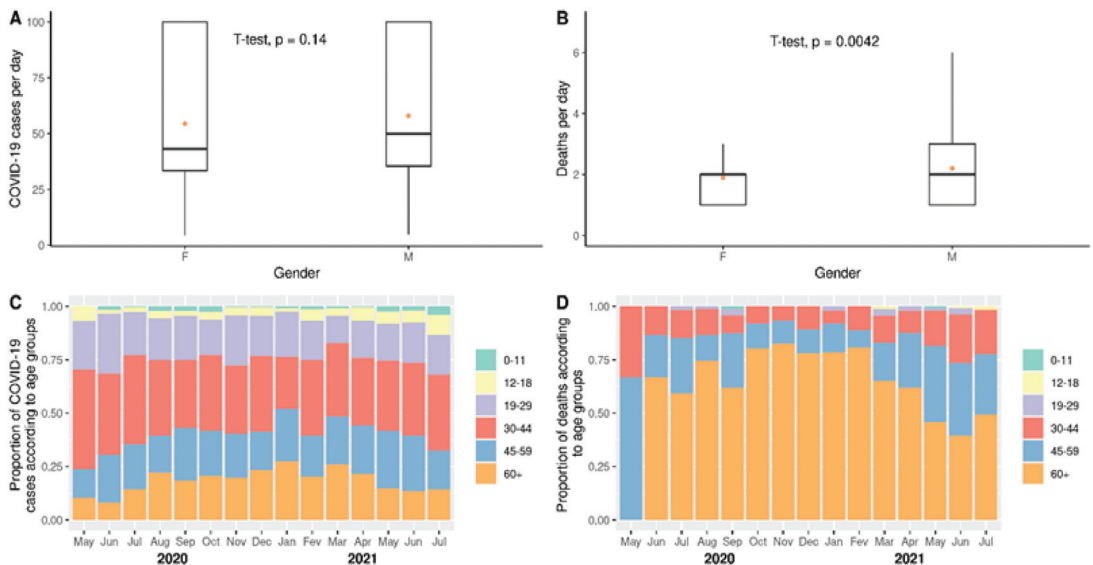 A
T-test, p = 0.14
COVID-19 cases per day
100
75
50
25
0
F
M
Gender
B
T-test, p = 0.0042
Deaths per day
6
4
2
0
F
M
Gender
C
Proportion of COVID-19
cases according to age groups
1.00
0.75
0.50
0.25
0.00
May Jun Jul Aug Sep Oct Nov Dec Jan Fev Mar Apr May Jun Jul
2020 2021
0-11
12-18
19-29
30-44
45-59
60+
D
Proportion of deaths according
to age groups
1.00
0.75
0.50
0.25
0.00
May Jun Jul Aug Sep Oct Nov Dec Jan Fev Mar Apr May Jun Jul
2020 2021
0-11
12-18
19-29
30-44
45-59
60+